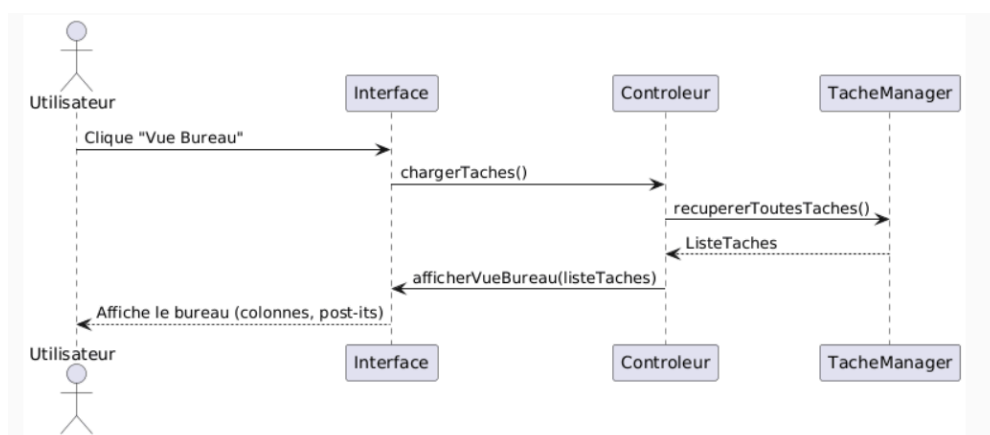 Utilisateur
Interface
Controleur
TacheManager
Clique "Vue Bureau"
chargerTaches()
recupererToutesTaches()
ListeTaches
afficherVueBureau(listeTaches)
Affiche le bureau (colonnes, post-its)
Utilisateur
Interface
Controleur
TacheManager